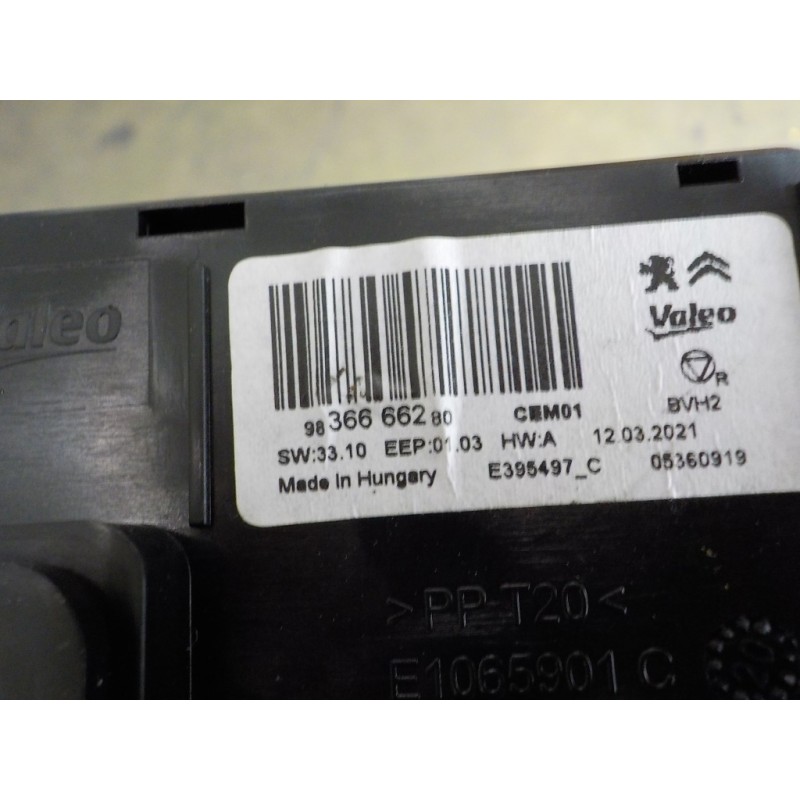 Valeo
Valeo
R
98 366 662 80 CEM01 BVH2
SW:33.10 EEP:01.03 HW:A 12.03.2021
Made in Hungary E395497_C 05360919
>PP T20<
E1065901 C
20